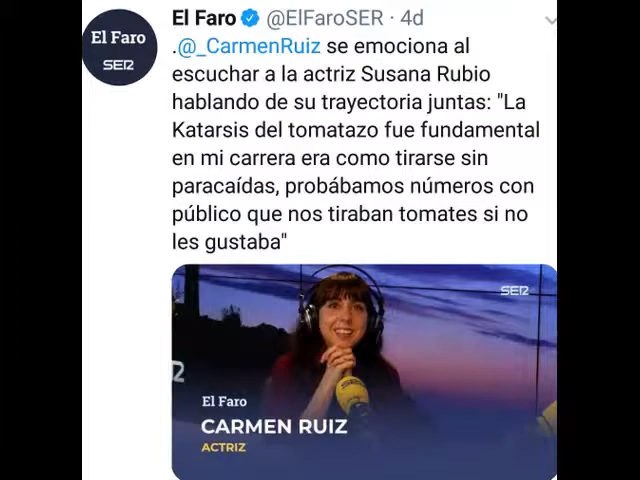 El Faro @ElFaroSER · 4d
El Faro
SER
.@_CarmenRuiz se emociona al
escuchar a la actriz Susana Rubio
hablando de su trayectoria juntas: "La
Katarsis del tomatazo fue fundamental
en mi carrera era como tirarse sin
paracaídas, probábamos números con
público que nos tiraban tomates si no
les gustaba"
SER
SER
El Faro
CARMEN RUIZ
ACTRIZ